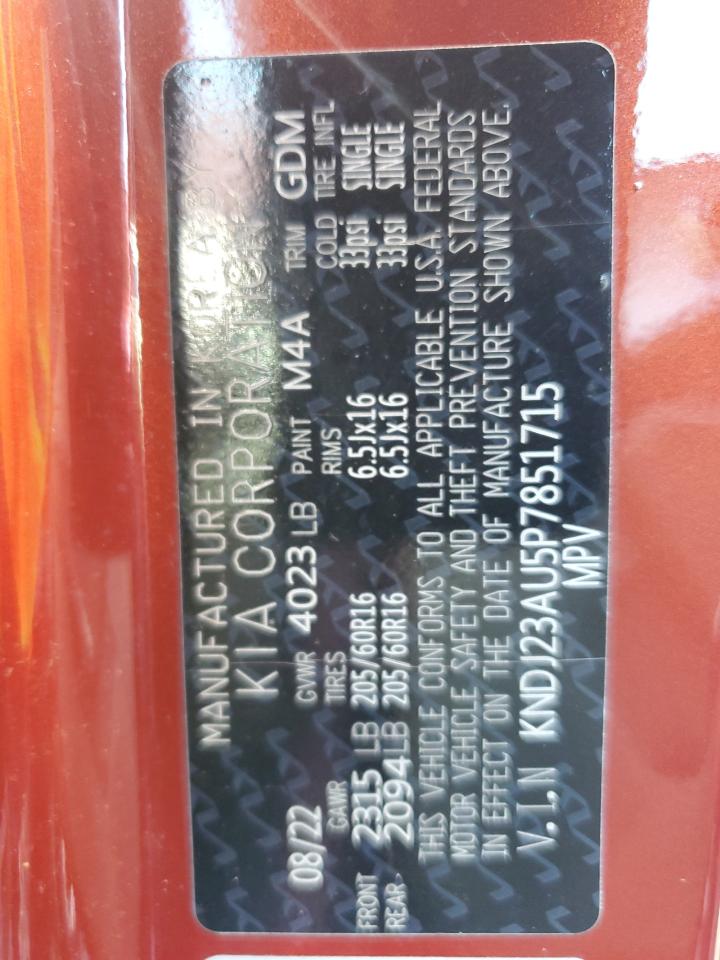 MANUFACTURED IN KOREA BY
KIA CORPORATION
08/22 GVWR 4023 LB PAINT M4A TRIM GDM
GAWR TIRES RIMS COLD TIRE INFL
FRONT 2315 LB 205/60R16 6.5Jx16 33psi SINGLE
REAR 2094 LB 205/60R16 6.5Jx16 33psi SINGLE
THIS VEHICLE CONFORMS TO ALL APPLICABLE U.S.A. FEDERAL
MOTOR VEHICLE SAFETY AND THEFT PREVENTION STANDARDS
IN EFFECT ON THE DATE OF MANUFACTURE SHOWN ABOVE.
V.I.N KNDJ23AU5P7851715
MPV